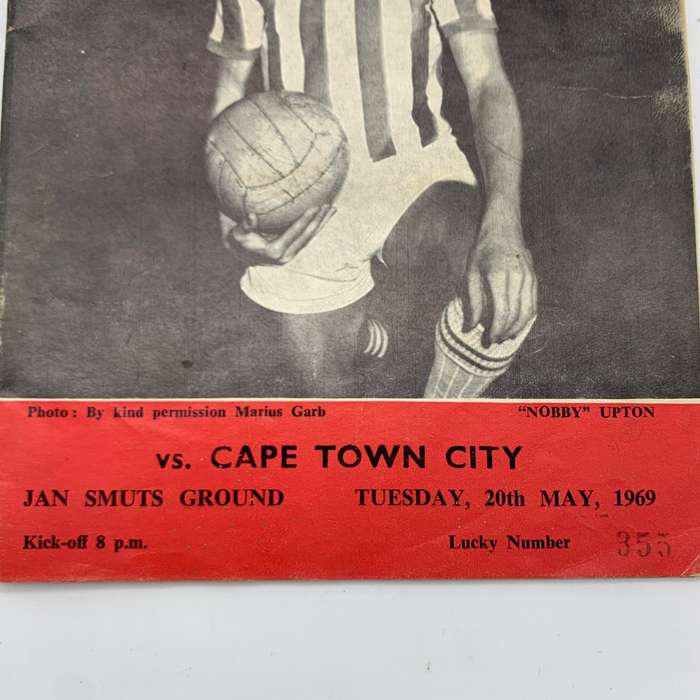 Photo : By kind permission Marius Garb "NOBBY" UPTON
vs. CAPE TOWN CITY
JAN SMUTS GROUND TUESDAY, 20th MAY, 1969
Kick-off 8 p.m. Lucky Number 355